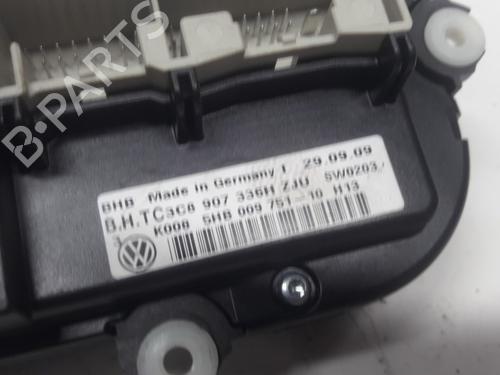 B-PARTS
BHB Made in Germany 29.09.09
B.H.TC3C8 907 336H ZJU SW0203
3 K008 5HB 009 751-10 H13